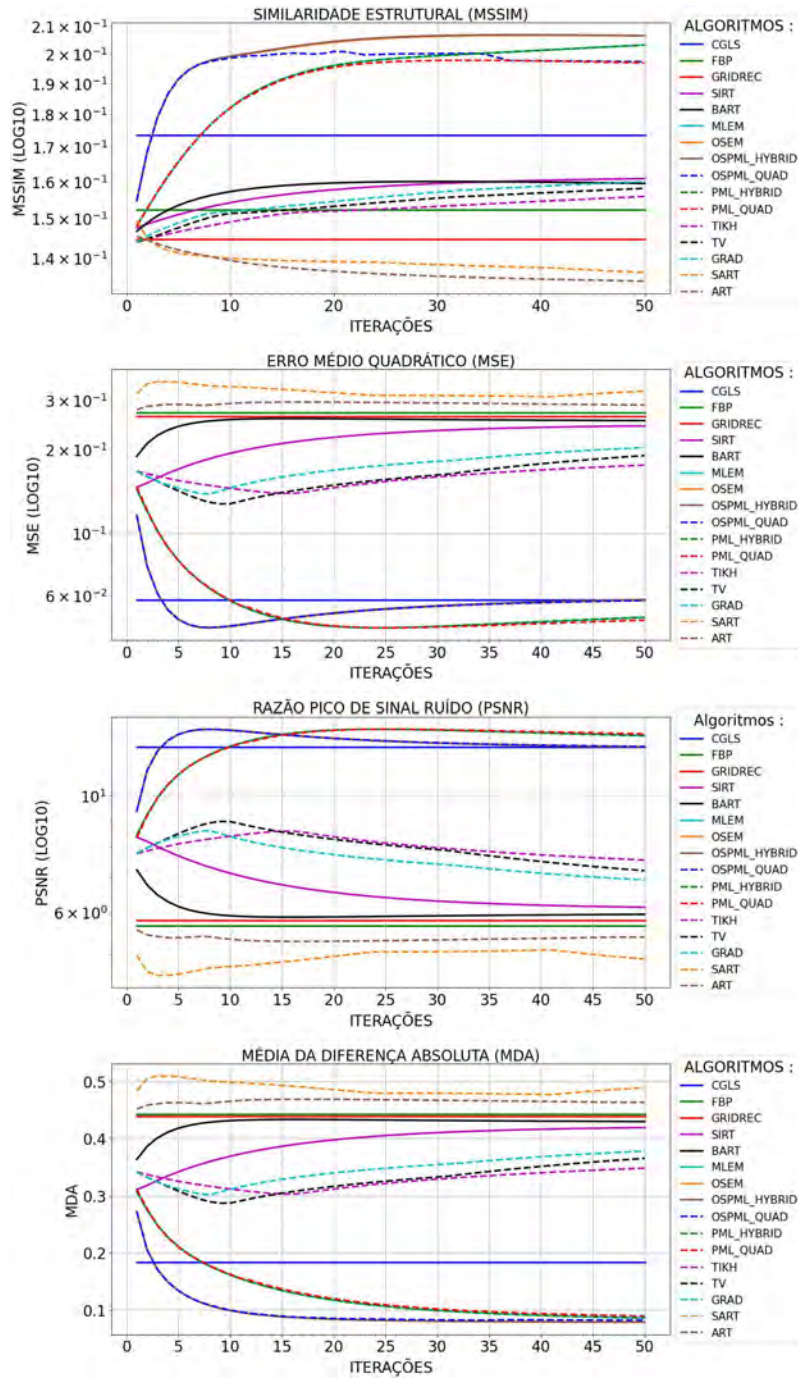 SIMILARIDADE ESTRUTURAL (MSSIM)
2.1 × 10⁻¹
2 × 10⁻¹
1.9 × 10⁻¹
1.8 × 10⁻¹
1.7 × 10⁻¹
1.6 × 10⁻¹
1.5 × 10⁻¹
1.4 × 10⁻¹
MSSIM (LOG10)
0 5 10 15 20 25 30 35 40 45 50
ITERAÇÕES
ALGORITMOS :
CGLS
FBP
GRIDREC
SIRT
BART
MLEM
OSEM
OSPML_HYBRID
OSPML_QUAD
PML_HYBRID
PML_QUAD
TIKH
TV
GRAD
SART
ART
ERRO MÉDIO QUADRÁTICO (MSE)
3 × 10⁻¹
2 × 10⁻¹
10⁻¹
6 × 10⁻²
MSE (LOG10)
0 5 10 15 20 25 30 35 40 45 50
ITERAÇÕES
ALGORITMOS :
CGLS
FBP
GRIDREC
SIRT
BART
MLEM
OSEM
OSPML_HYBRID
OSPML_QUAD
PML_HYBRID
PML_QUAD
TIKH
TV
GRAD
SART
ART
RAZÃO PICO DE SINAL RUÍDO (PSNR)
10¹
6 × 10⁰
PSNR (LOG10)
0 5 10 15 20 25 30 35 40 45 50
ITERAÇÕES
Algoritmos :
CGLS
FBP
GRIDREC
SIRT
BART
MLEM
OSEM
OSPML_HYBRID
OSPML_QUAD
PML_HYBRID
PML_QUAD
TIKH
TV
GRAD
SART
ART
MÉDIA DA DIFERENÇA ABSOLUTA (MDA)
0.5
0.4
0.3
0.2
0.1
MDA
0 5 10 15 20 25 30 35 40 45 50
ITERAÇÕES
ALGORITMOS :
CGLS
FBP
GRIDREC
SIRT
BART
MLEM
OSEM
OSPML_HYBRID
OSPML_QUAD
PML_HYBRID
PML_QUAD
TIKH
TV
GRAD
SART
ART